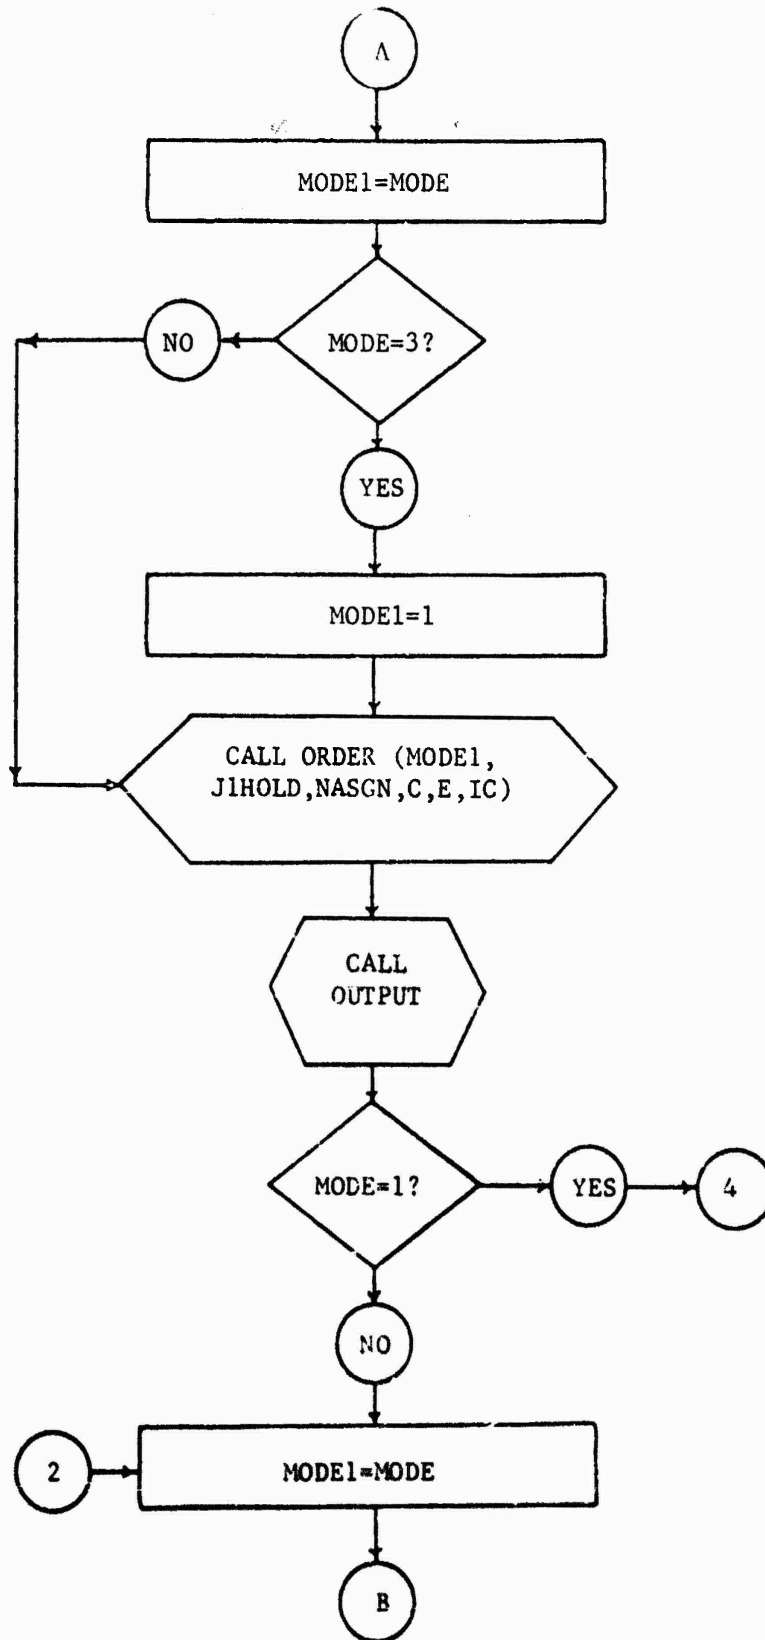 A
MODE1=MODE
NO
MODE=3?
YES
MODE1=1
CALL ORDER (MODE1,
J1HOLD,NASGN,C,E,IC)
CALL
OUTPUT
MODE=1?
YES
4
NO
2
MODE1=MODE
B